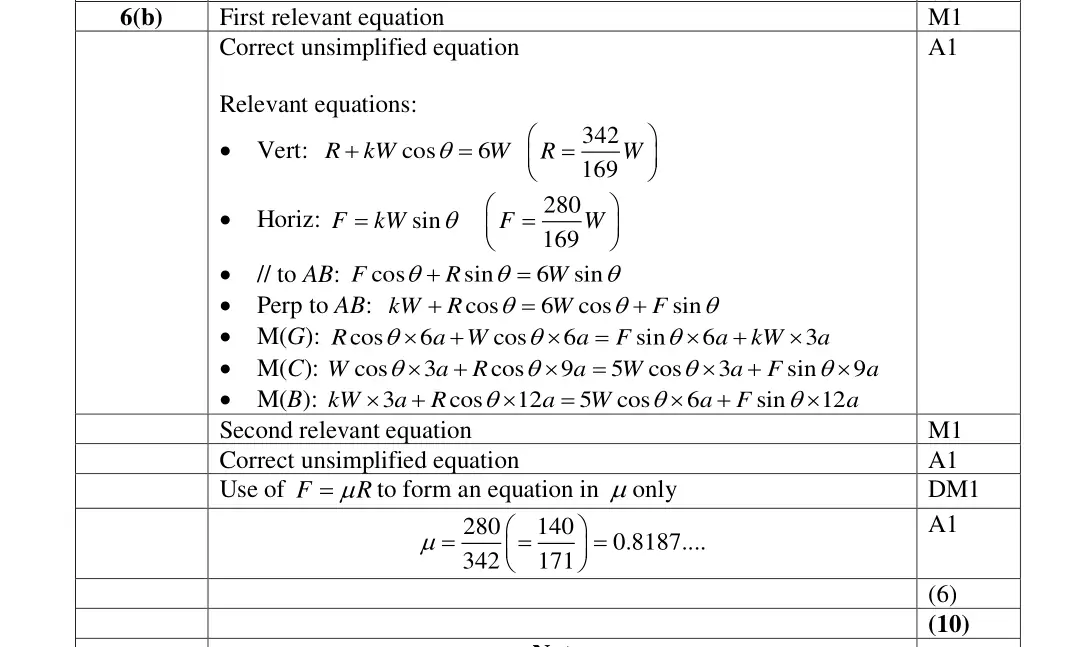 6(b) First relevant equation M1
Correct unsimplified equation A1
Relevant equations:
• Vert: R + kW cos θ = 6W (R = 342/169 W)
• Horiz: F = kW sin θ (F = 280/169 W)
• // to AB: F cos θ + R sin θ = 6W sin θ
• Perp to AB: kW + R cos θ = 6W cos θ + F sin θ
• M(G): R cos θ × 6a + W cos θ × 6a = F sin θ × 6a + kW × 3a
• M(C): W cos θ × 3a + R cos θ × 9a = 5W cos θ × 3a + F sin θ × 9a
• M(B): kW × 3a + R cos θ × 12a = 5W cos θ × 6a + F sin θ × 12a
Second relevant equation M1
Correct unsimplified equation A1
Use of F = μR to form an equation in μ only DM1
μ = 280/342 (= 140/171) = 0.8187.... A1
(6)
(10)